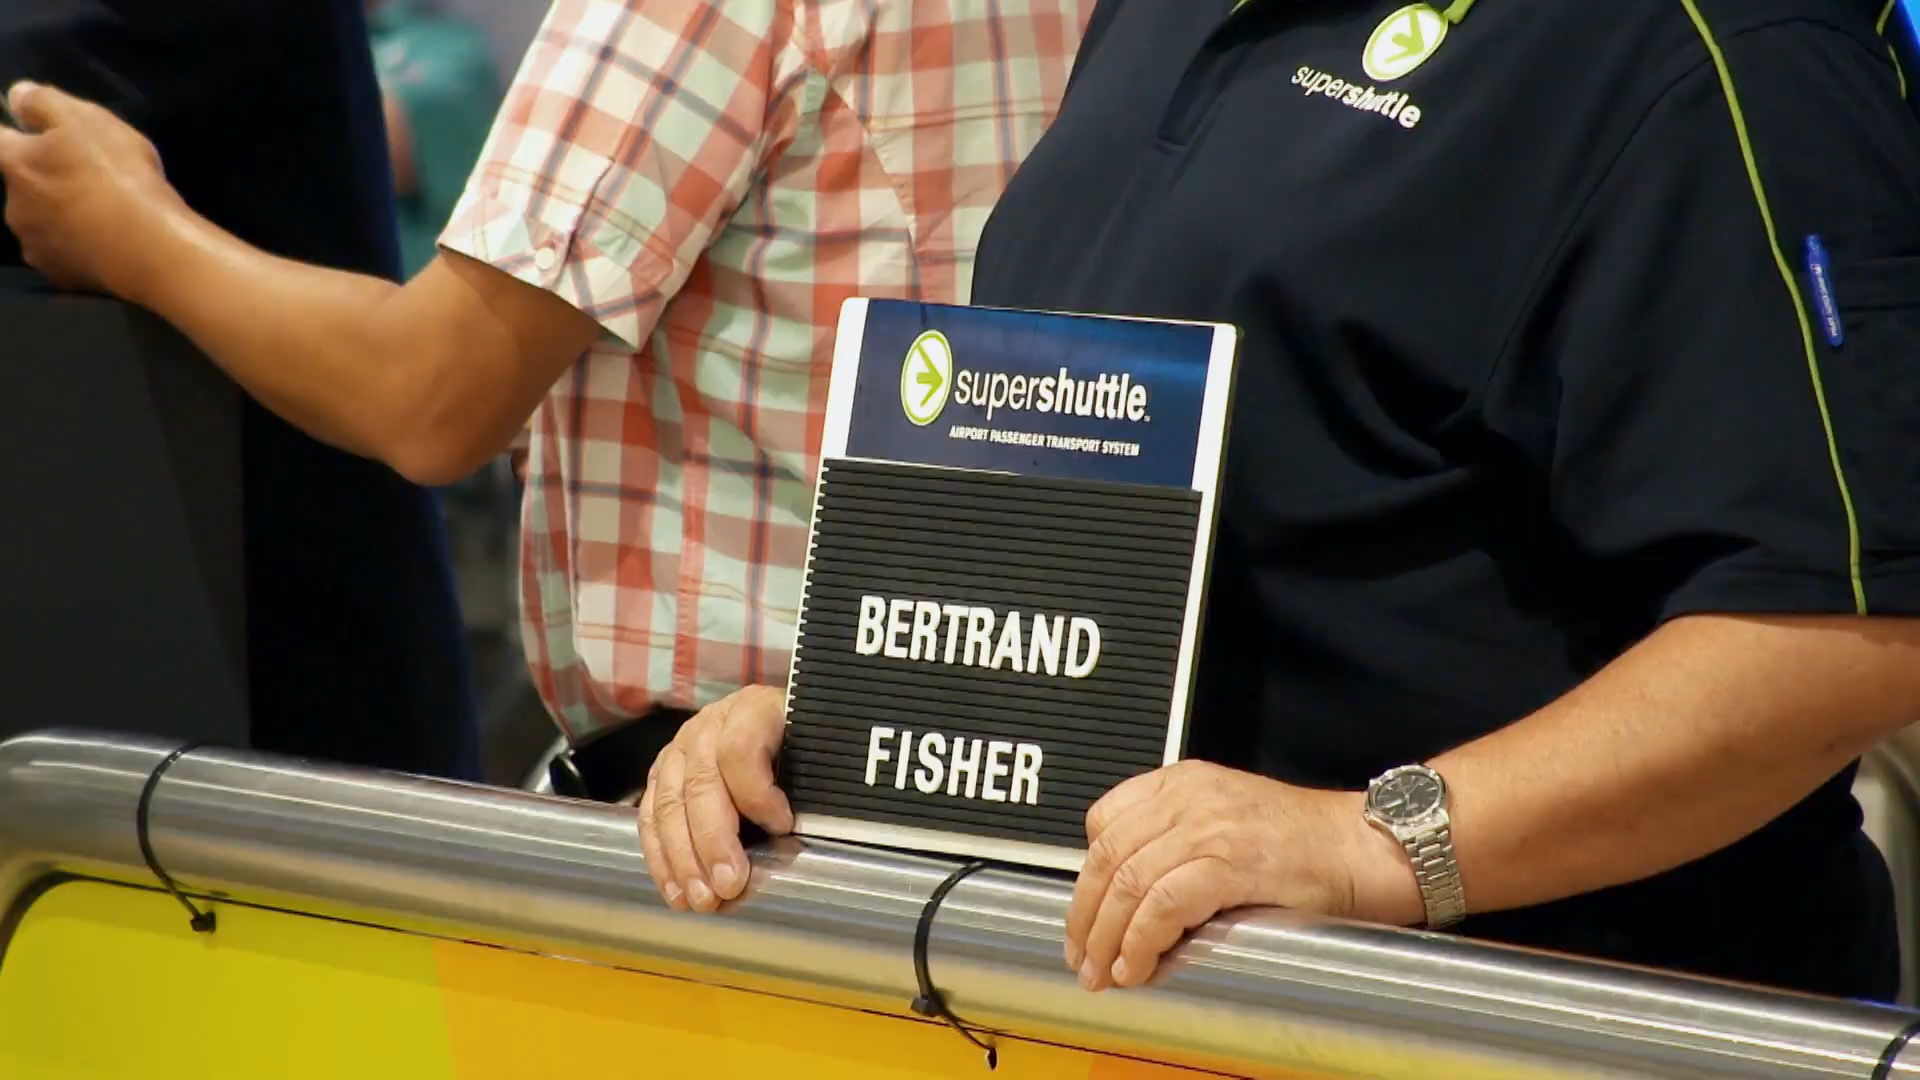 supershuttle
supershuttle
AIRPORT PASSENGER TRANSPORT SYSTEM
BERTRAND
FISHER